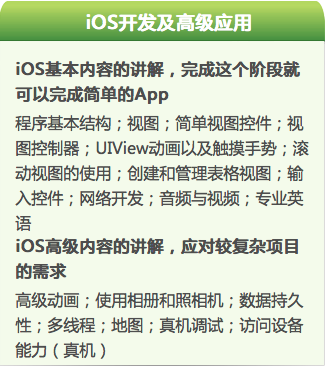 iOS开发及高级应用
iOS基本内容的讲解，完成这个阶段就
可以完成简单的App
程序基本结构；视图；简单视图控件；视
图控制器；UIView动画以及触摸手势；滚
动视图的使用；创建和管理表格视图；输
入控件；网络开发；音频与视频；专业英
语
iOS高级内容的讲解，应对较复杂项目
的需求
高级动画；使用相册和照相机；数据持久
性；多线程；地图；真机调试；访问设备
能力（真机）